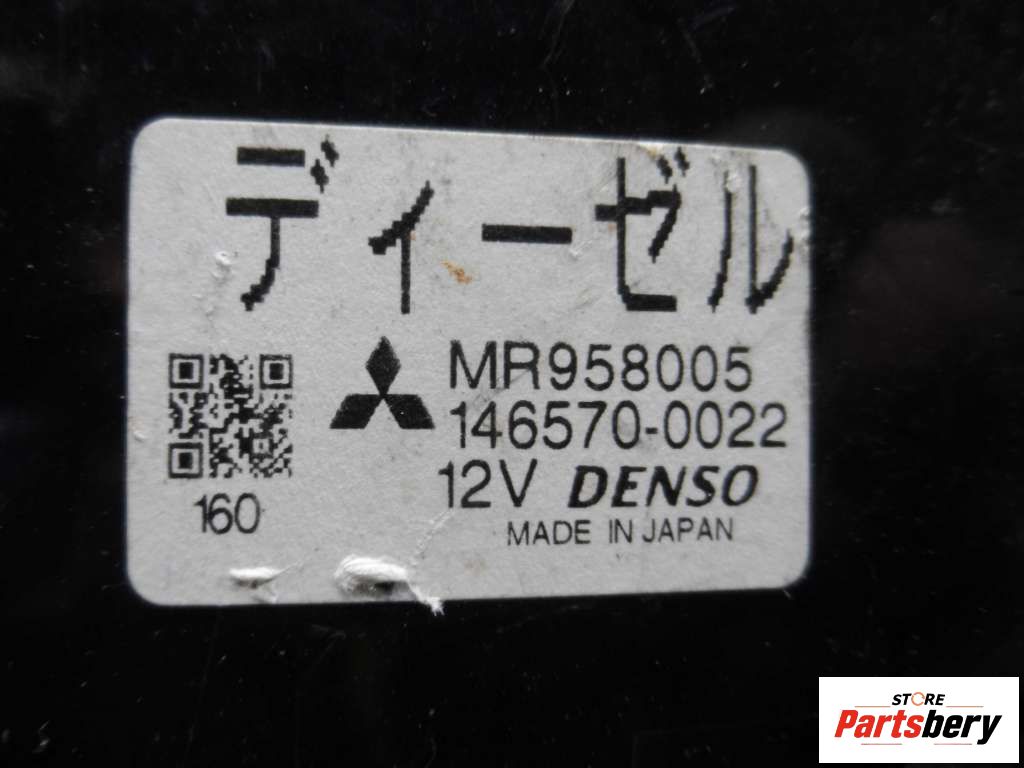 ディーゼル
MR958005
146570-0022
12V DENSO
MADE IN JAPAN
160
STORE
Partsbery